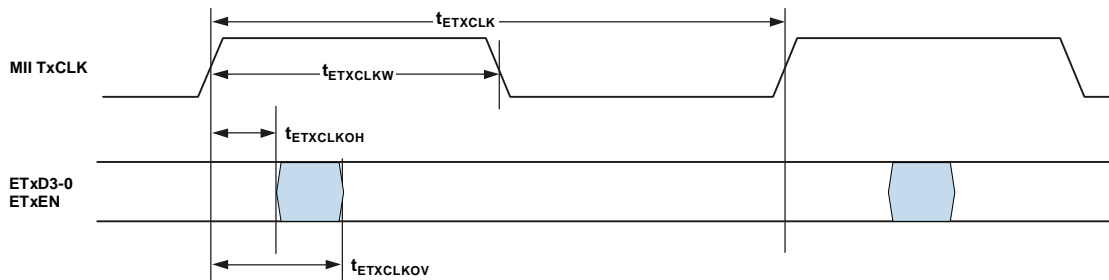 tETXCLK
MII TxCLK
tETXCLKW
tETXCLKOH
ETxD3-0
ETxEN
tETXCLKOV